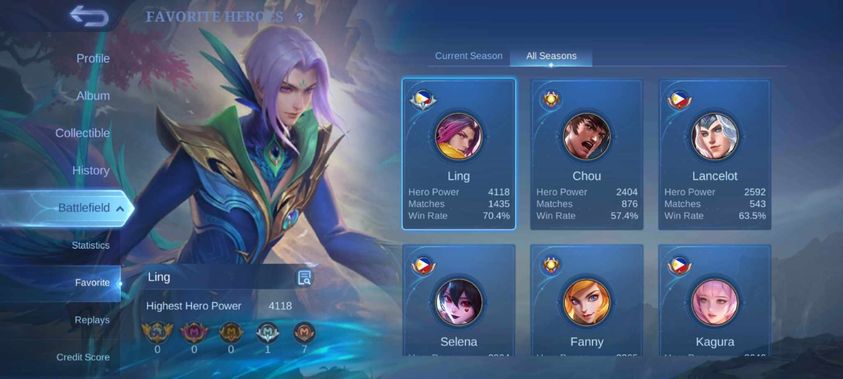 FAVORITE HEROES ?
Profile
Album
Collectible
History
Battlefield
Statistics
Favorite
Replays
Credit Score
Ling
Highest Hero Power 4118
0 0 0 1 7
Current Season All Seasons
Ling
Hero Power 4118
Matches 1435
Win Rate 70.4%
Chou
Hero Power 2404
Matches 876
Win Rate 57.4%
Lancelot
Hero Power 2592
Matches 543
Win Rate 63.5%
Selena
Fanny
Kagura